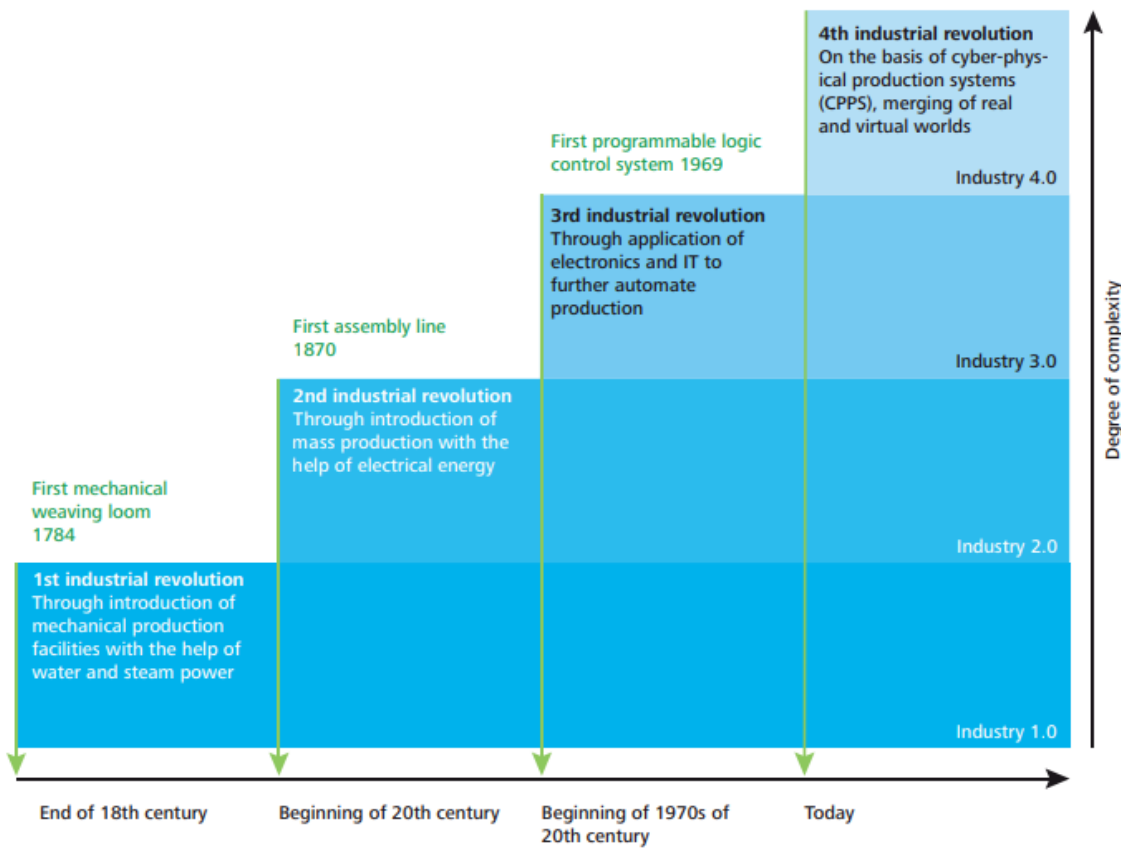 4th industrial revolution
On the basis of cyber-phys-
ical production systems
(CPPS), merging of real
and virtual worlds
Industry 4.0
First programmable logic
control system 1969
3rd industrial revolution
Through application of
electronics and IT to
further automate
production
Industry 3.0
First assembly line
1870
2nd industrial revolution
Through introduction of
mass production with the
help of electrical energy
Industry 2.0
First mechanical
weaving loom
1784
1st industrial revolution
Through introduction of
mechanical production
facilities with the help of
water and steam power
Industry 1.0
Degree of complexity
End of 18th century
Beginning of 20th century
Beginning of 1970s of
20th century
Today